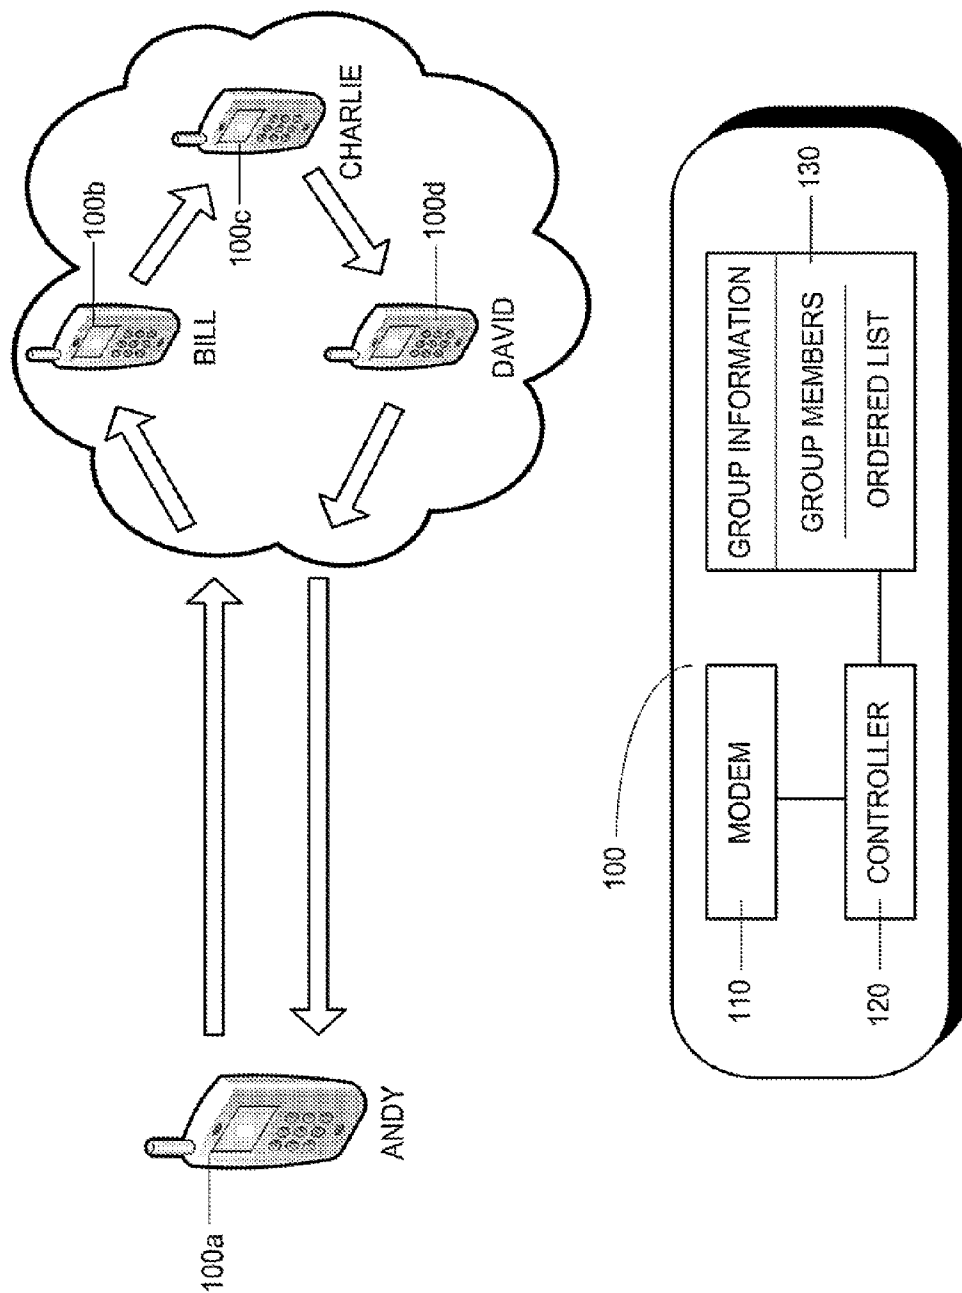 100a
ANDY
100b
BILL
100c
CHARLIE
100d
DAVID
100
110
MODEM
120
CONTROLLER
GROUP INFORMATION
GROUP MEMBERS
ORDERED LIST
130